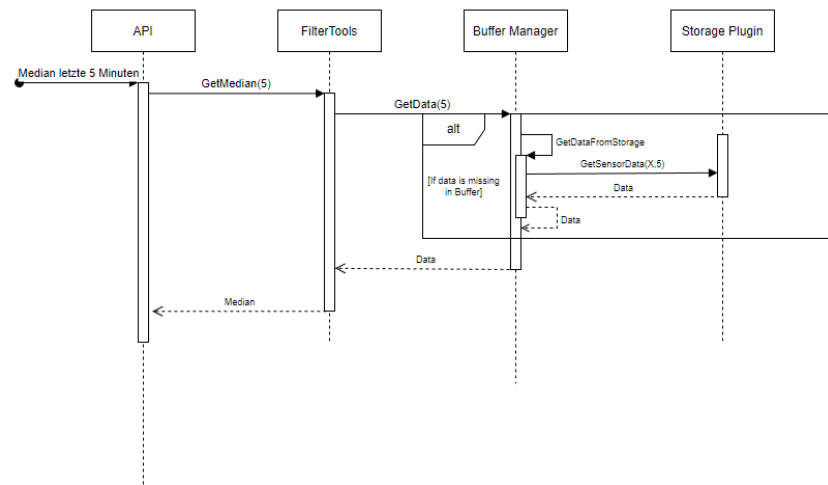 API
FilterTools
Buffer Manager
Storage Plugin
Median letzte 5 Minuten
GetMedian(5)
GetData(5)
alt
GetDataFromStorage
GetSensorData(X,5)
[If data is missing
in Buffer]
Data
Data
Data
Median